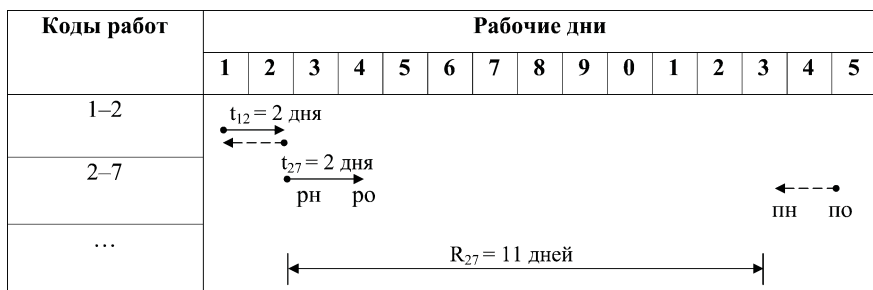 Коды работ Рабочие дни
1 2 3 4 5 6 7 8 9 0 1 2 3 4 5
1–2
t12 = 2 дня
2–7
t27 = 2 дня
рн ро
пн по
…
R27 = 11 дней